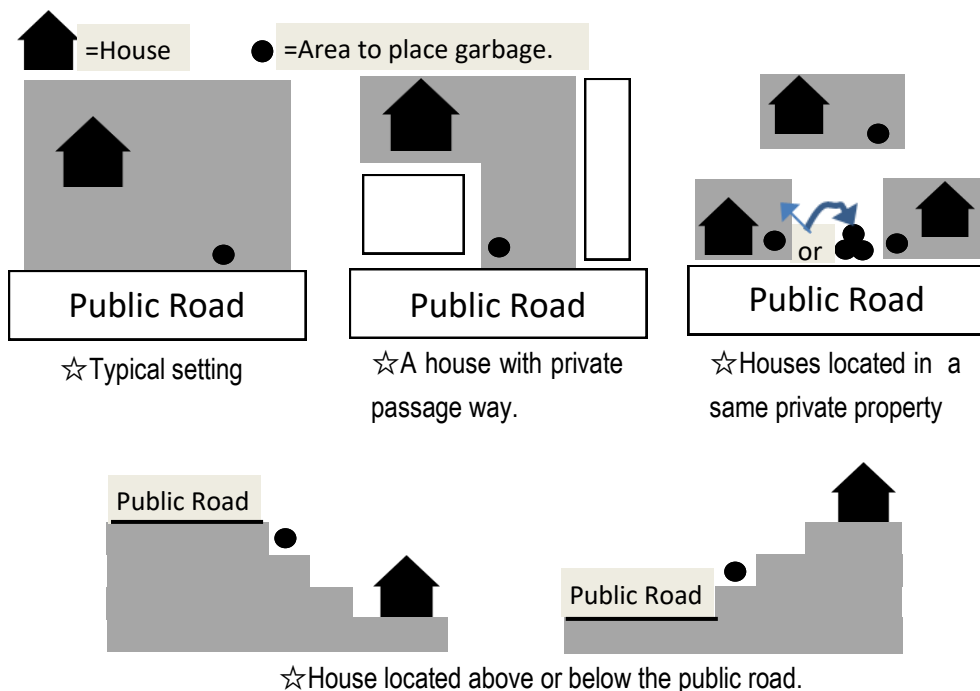 =House
=Area to place garbage.
or
Public Road
Public Road
Public Road
☆Typical setting
☆A house with private
passage way.
☆Houses located in a
same private property
Public Road
Public Road
☆House located above or below the public road.